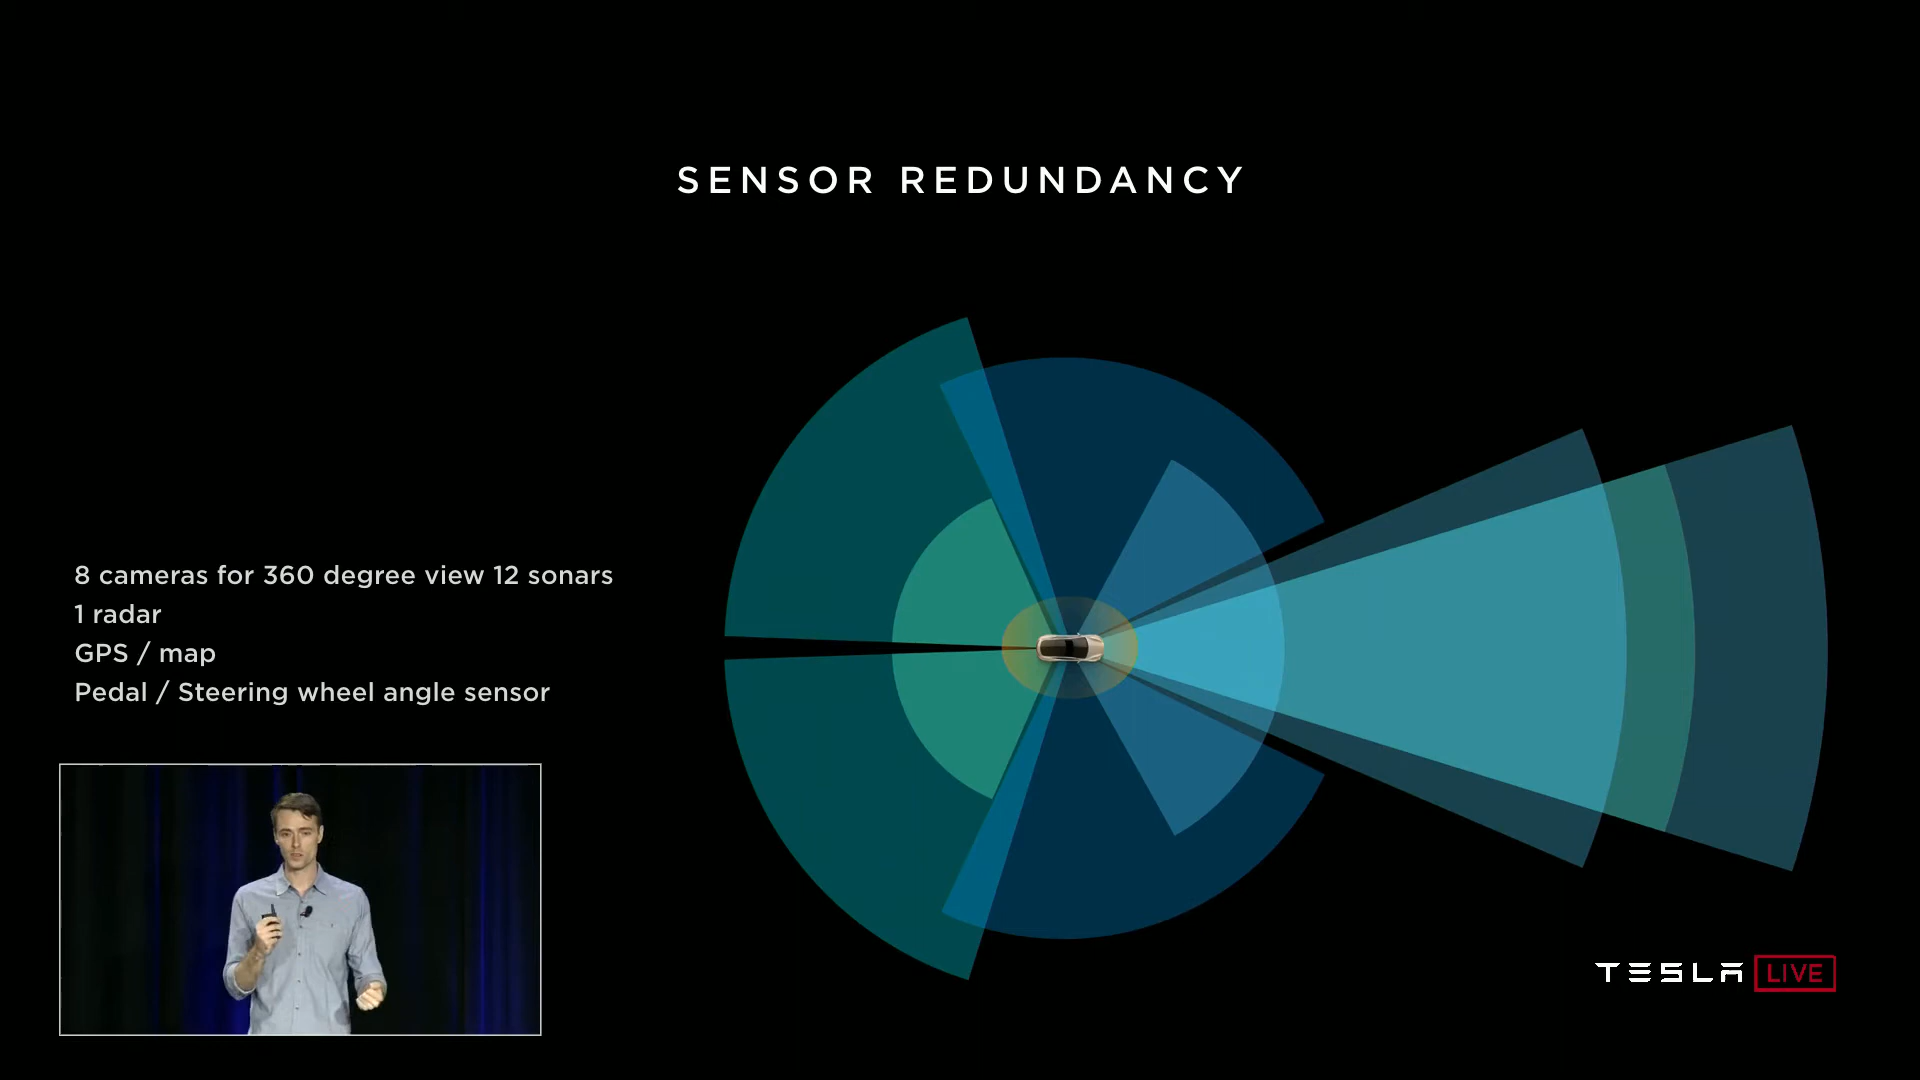 SENSOR REDUNDANCY
8 cameras for 360 degree view 12 sonars
1 radar
GPS / map
Pedal / Steering wheel angle sensor
TESLA LIVE